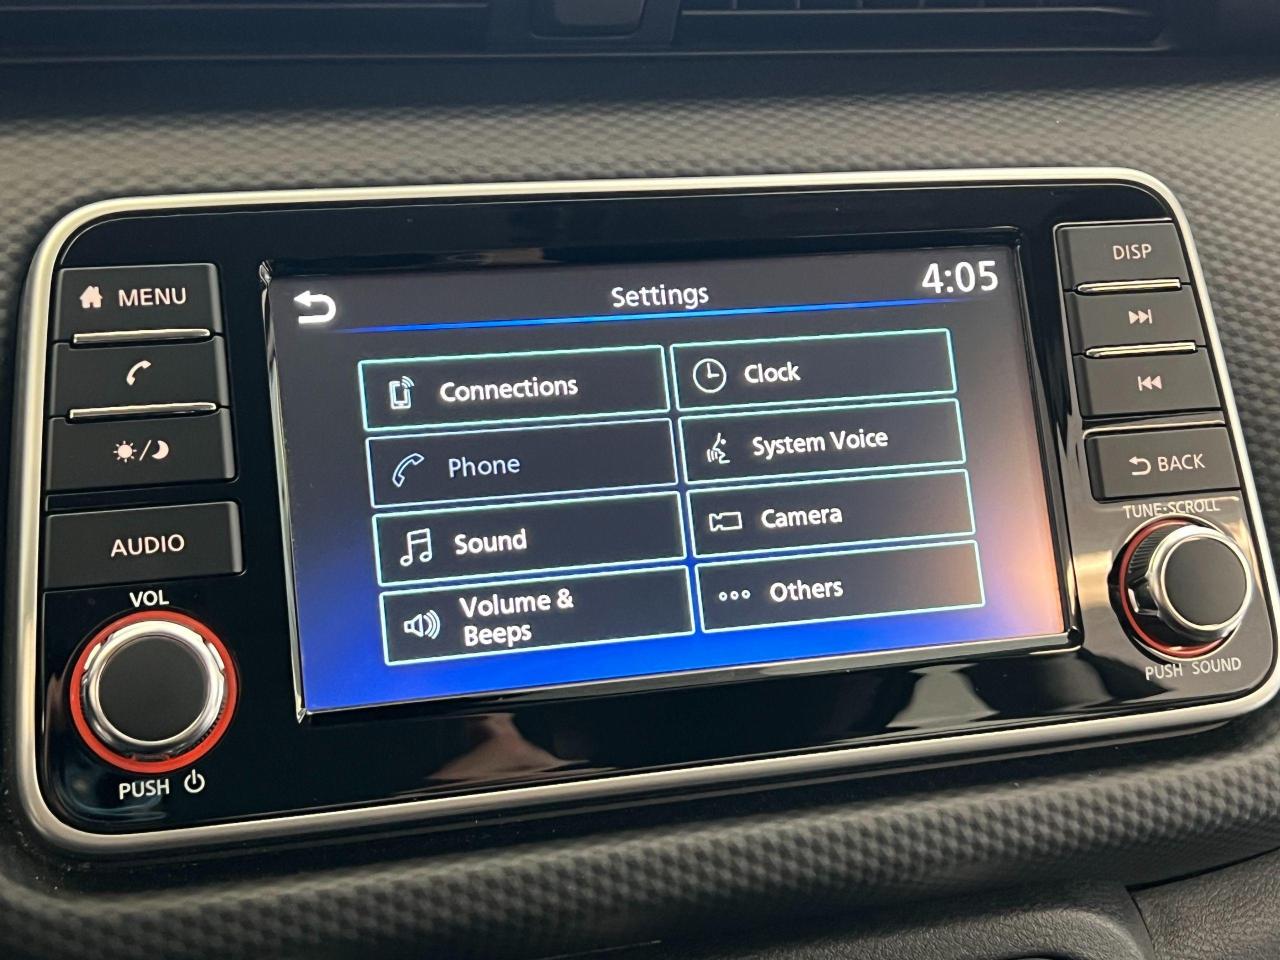 MENU
AUDIO
VOL
PUSH
Settings
4:05
Connections
Clock
Phone
System Voice
Sound
Camera
Volume &
Beeps
Others
DISP
BACK
TUNE·SCROLL
PUSH SOUND